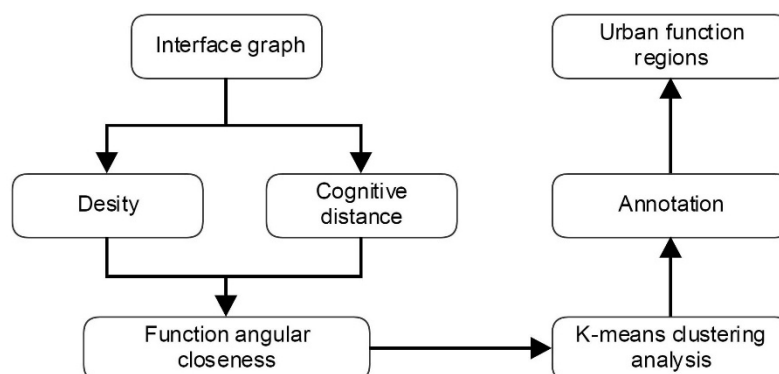 Interface graph
Urban function
regions
Desity
Cognitive
distance
Annotation
Function angular
closeness
K-means clustering
analysis